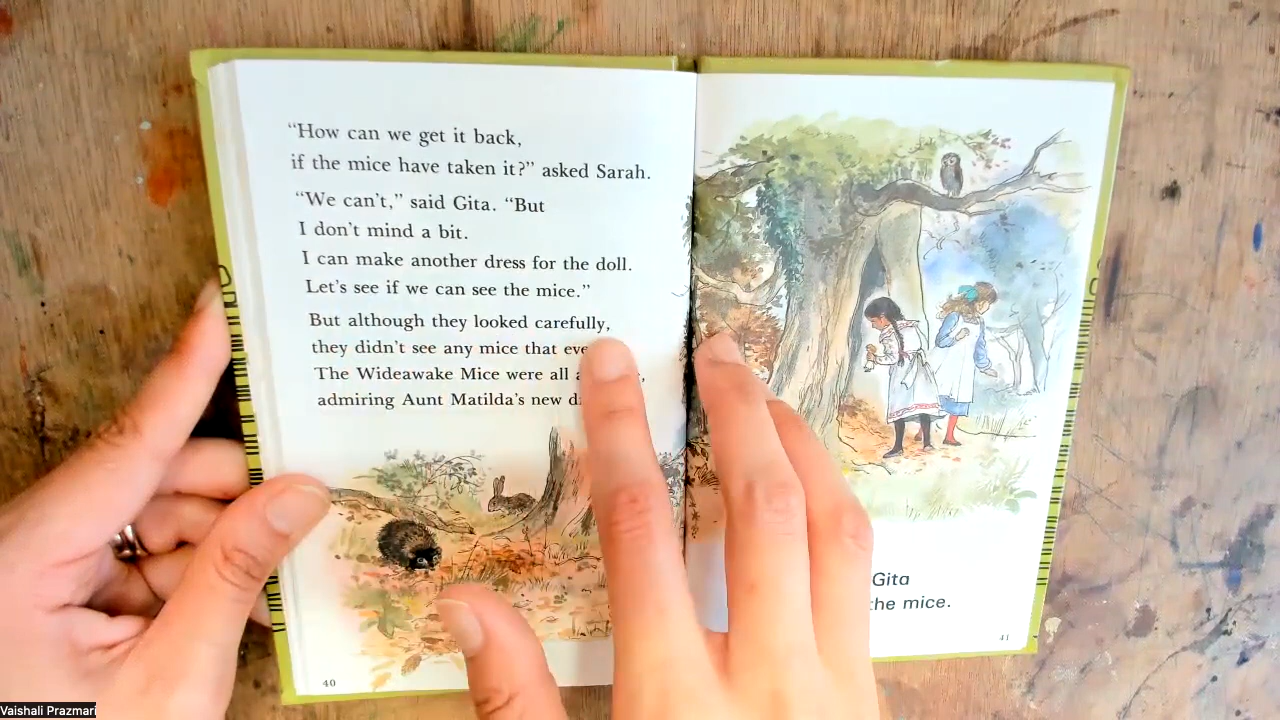 “How can we get it back,
if the mice have taken it?” asked Sarah.
“We can't,” said Gita. “But
I don't mind a bit.
I can make another dress for the doll.
Let's see if we can see the mice.”
But although they looked carefully,
they didn't see any mice that
The Wideawake Mice were all
admiring Aunt Matilda's new
40
Gita
the mice.
41
Vaishali Prazmari